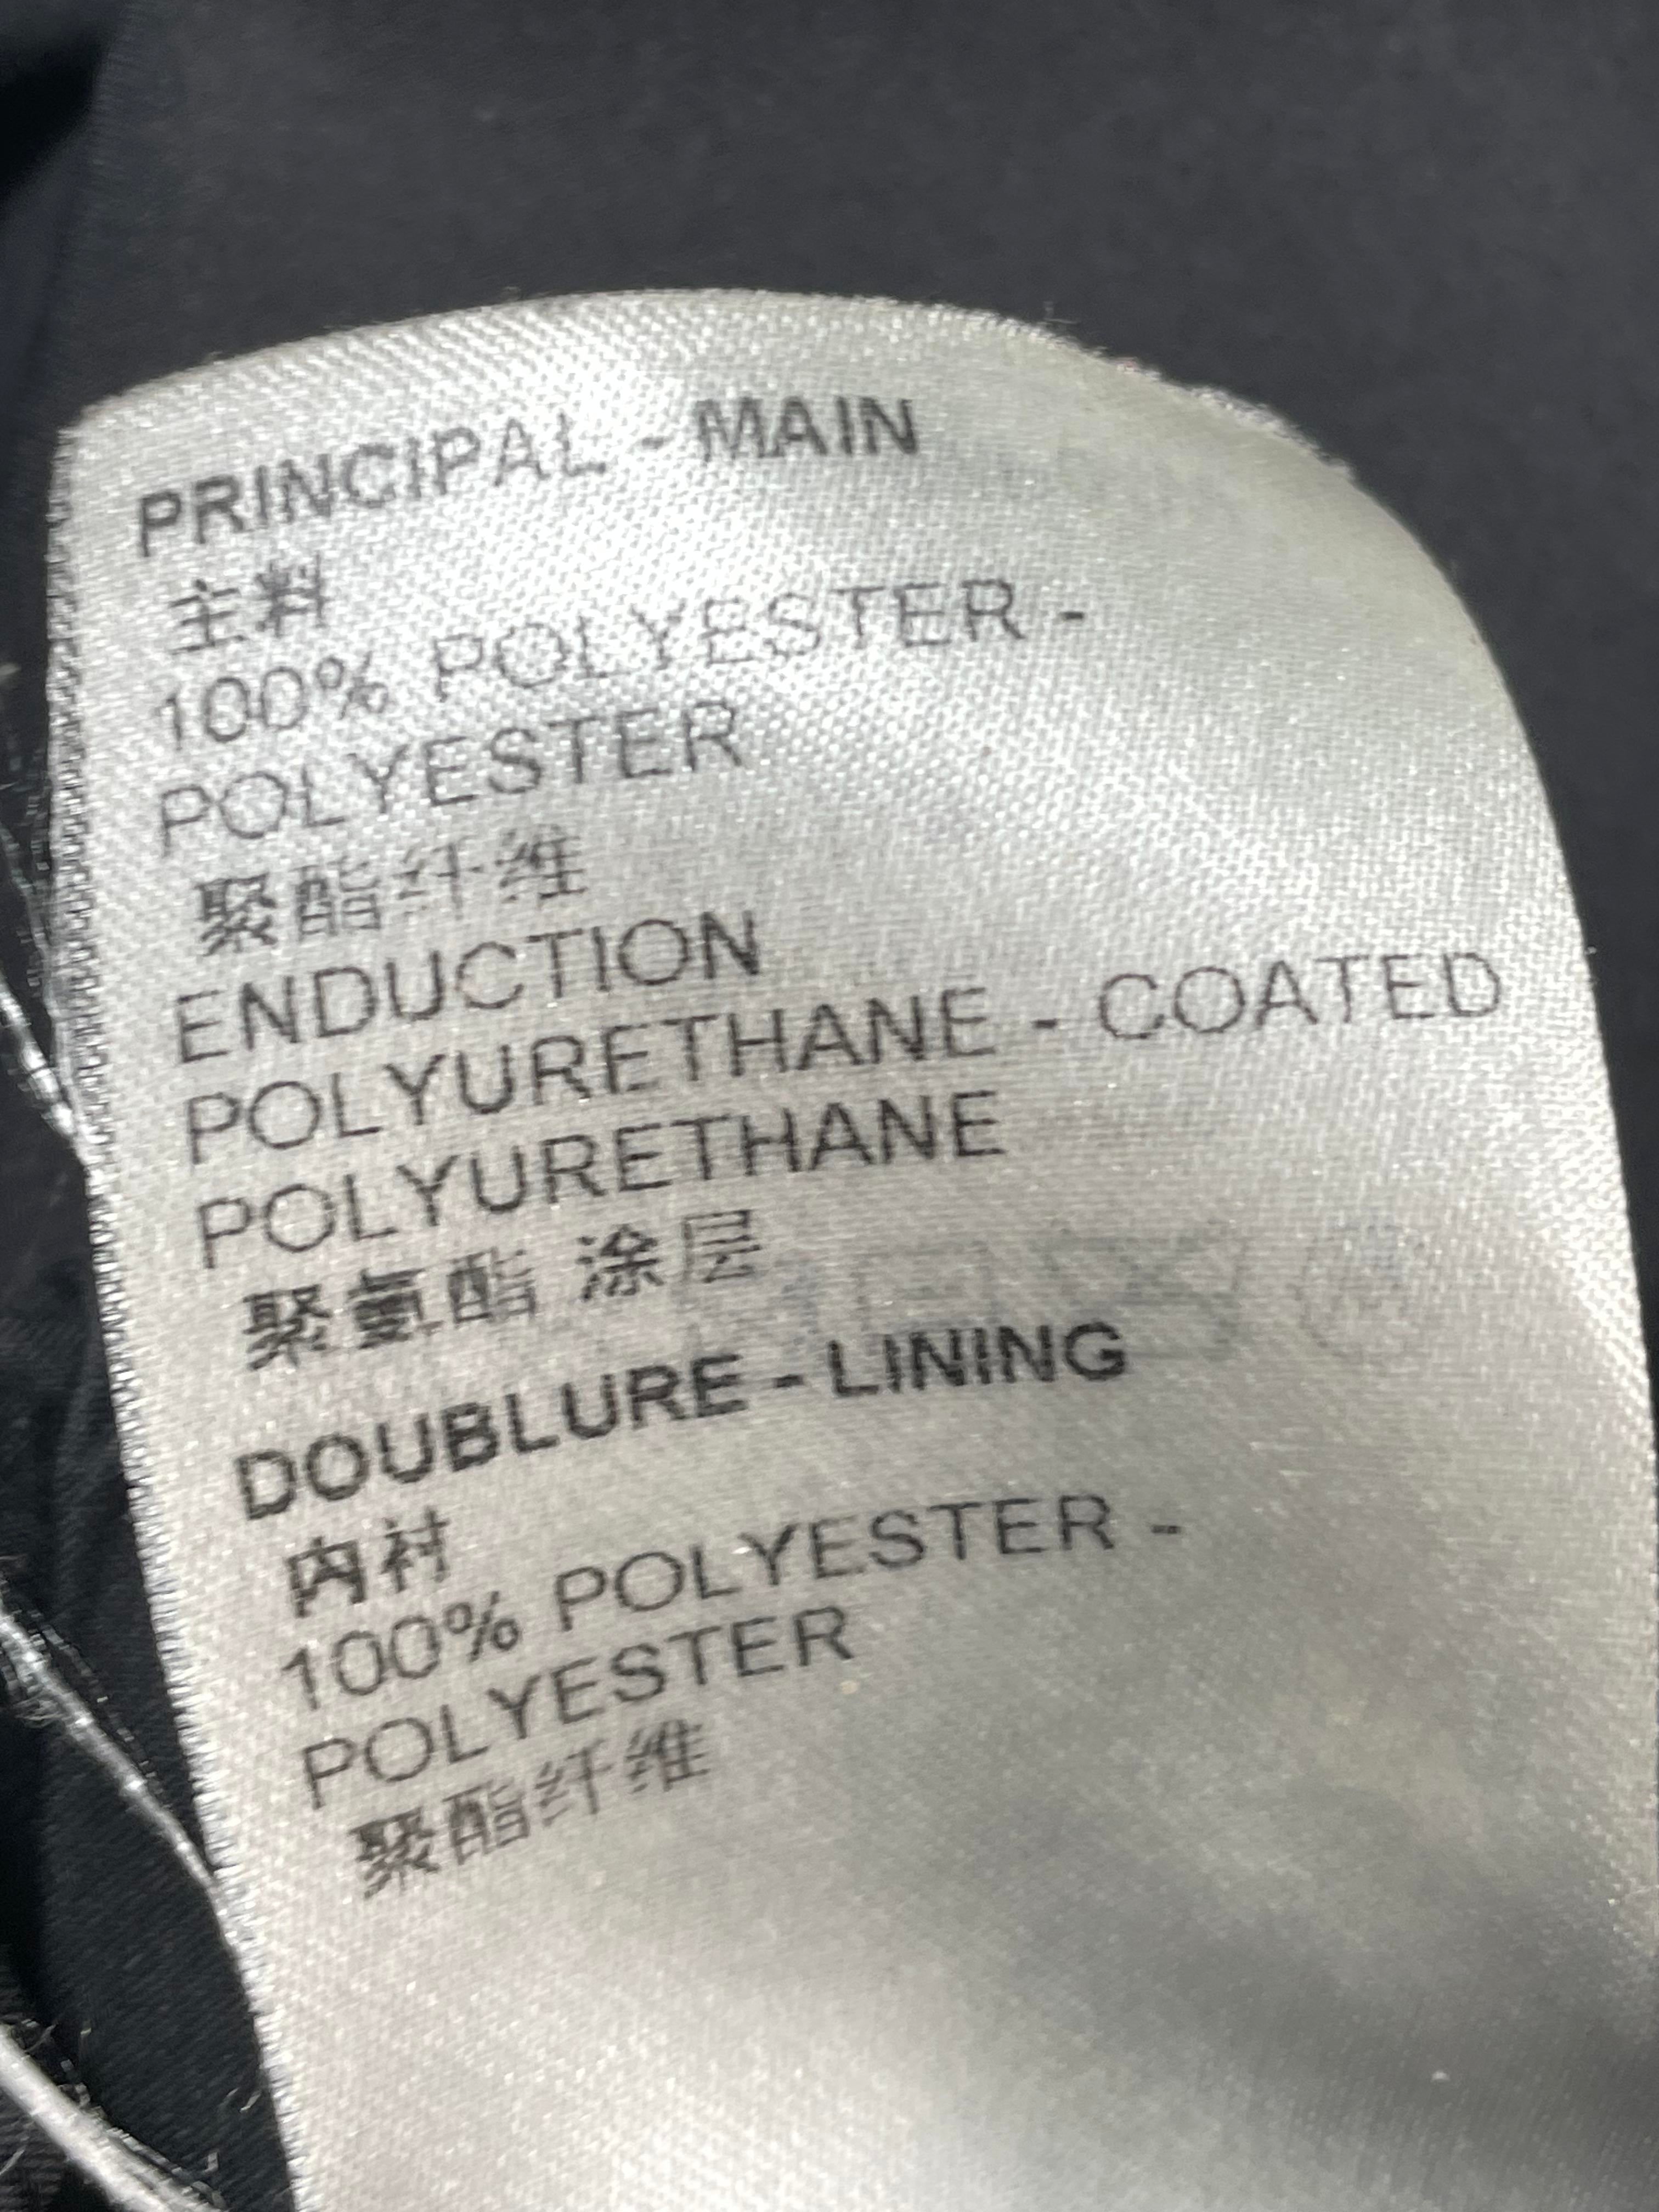 PRINCIPAL - MAIN
主料
100% POLYESTER -
POLYESTER
聚酯纤维
ENDUCTION
POLYURETHANE - COATED
POLYURETHANE
聚氨酯 涂层
DOUBLURE - LINING
内衬
100% POLYESTER -
POLYESTER
聚酯纤维